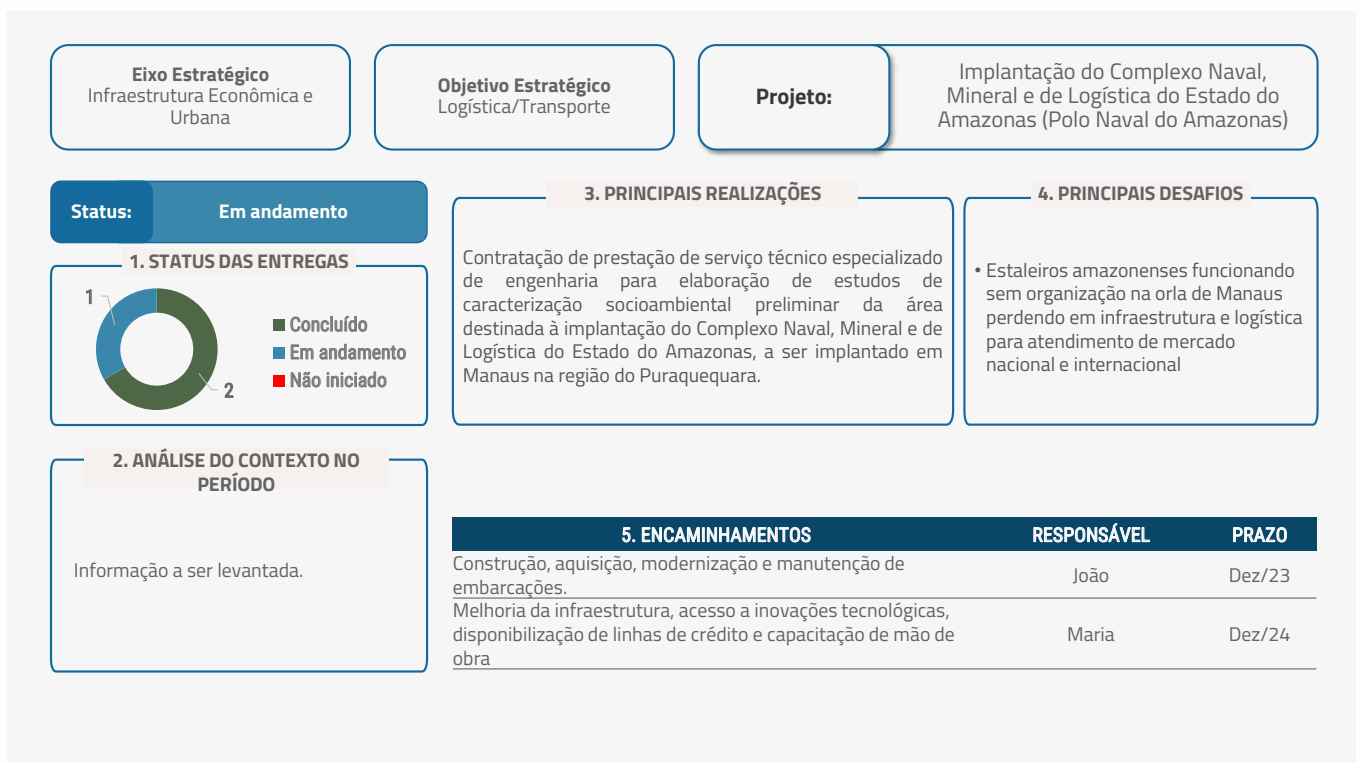 Eixo Estratégico
Infraestrutura Econômica e
Urbana
Objetivo Estratégico
Logística/Transporte
Projeto:
Implantação do Complexo Naval,
Mineral e de Logística do Estado do
Amazonas (Polo Naval do Amazonas)
Status:
Em andamento
1. STATUS DAS ENTREGAS
1
2
Concluído
Em andamento
Não iniciado
2. ANÁLISE DO CONTEXTO NO
PERÍODO
Informação a ser levantada.
3. PRINCIPAIS REALIZAÇÕES
Contratação de prestação de serviço técnico especializado
de engenharia para elaboração de estudos de
caracterização socioambiental preliminar da área
destinada à implantação do Complexo Naval, Mineral e de
Logística do Estado do Amazonas, a ser implantado em
Manaus na região do Puraquequara.
4. PRINCIPAIS DESAFIOS
• Estaleiros amazonenses funcionando
sem organização na orla de Manaus
perdendo em infraestrutura e logística
para atendimento de mercado
nacional e internacional
5. ENCAMINHAMENTOS RESPONSÁVEL PRAZO
Construção, aquisição, modernização e manutenção de
embarcações.
João
Dez/23
Melhoria da infraestrutura, acesso a inovações tecnológicas,
disponibilização de linhas de crédito e capacitação de mão de
obra
Maria
Dez/24